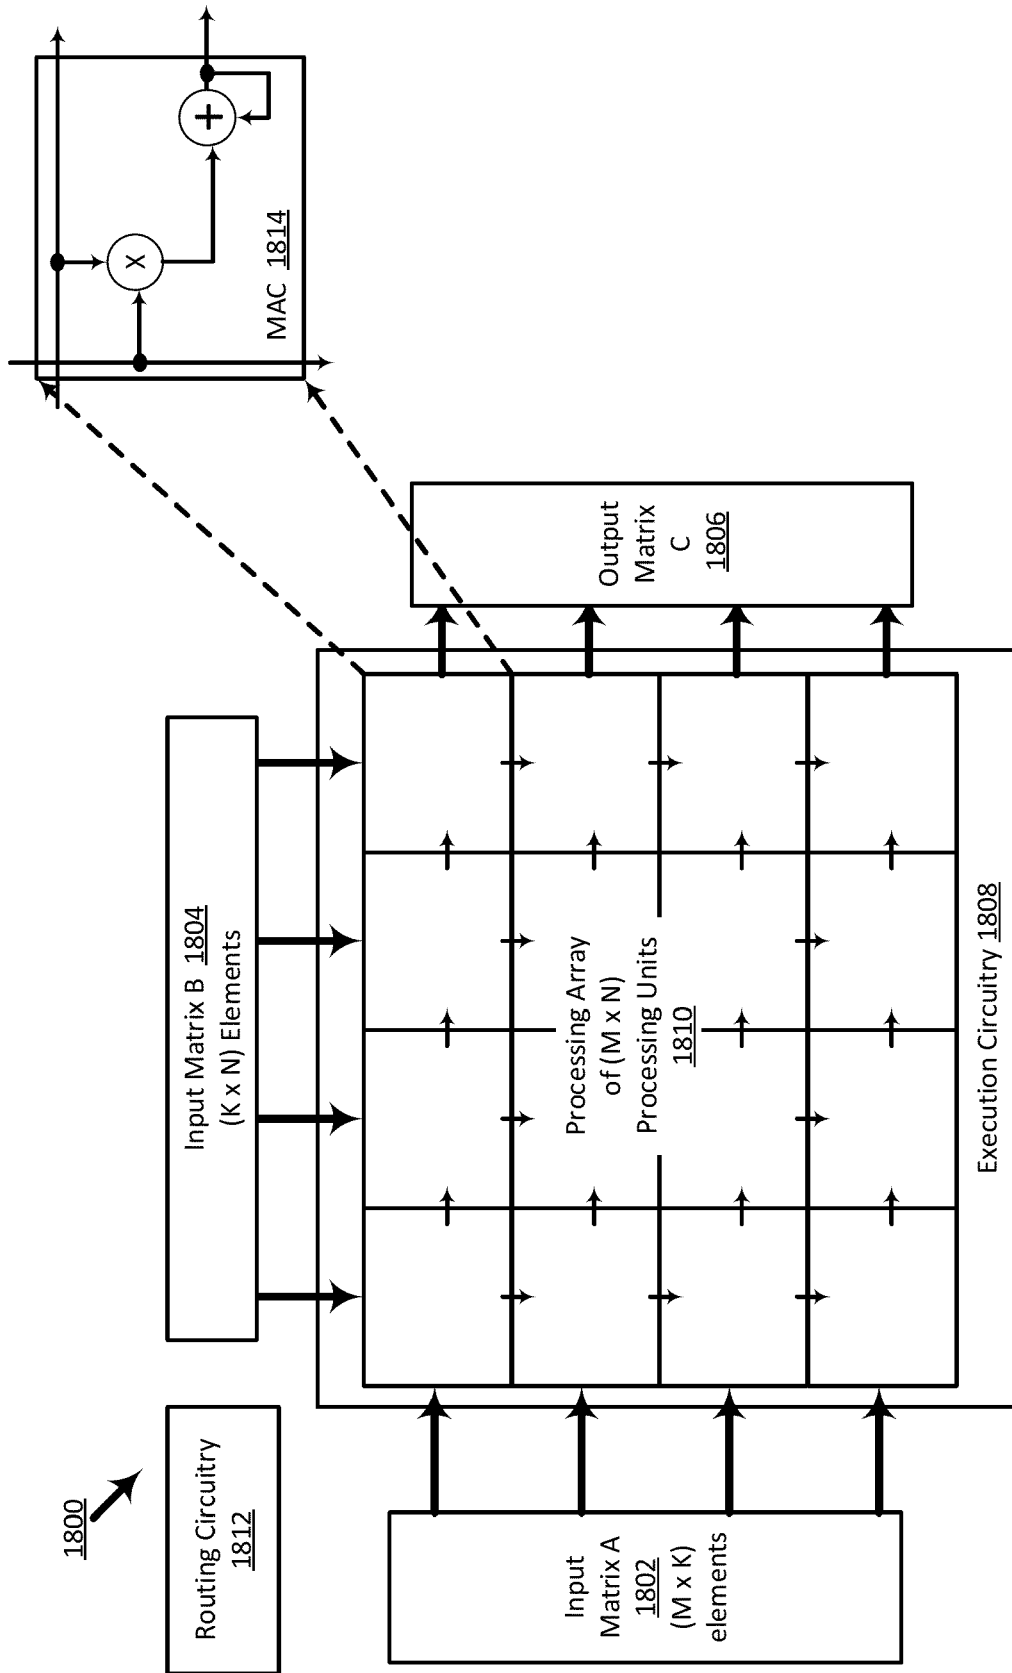 1800
Routing Circuitry
1812
Input Matrix B 1804
(K x N) Elements
Input
Matrix A
1802
(M x K)
elements
Processing Array
of (M x N)
Processing Units
1810
Execution Circuitry 1808
Output
Matrix
C
1806
X
+
MAC 1814